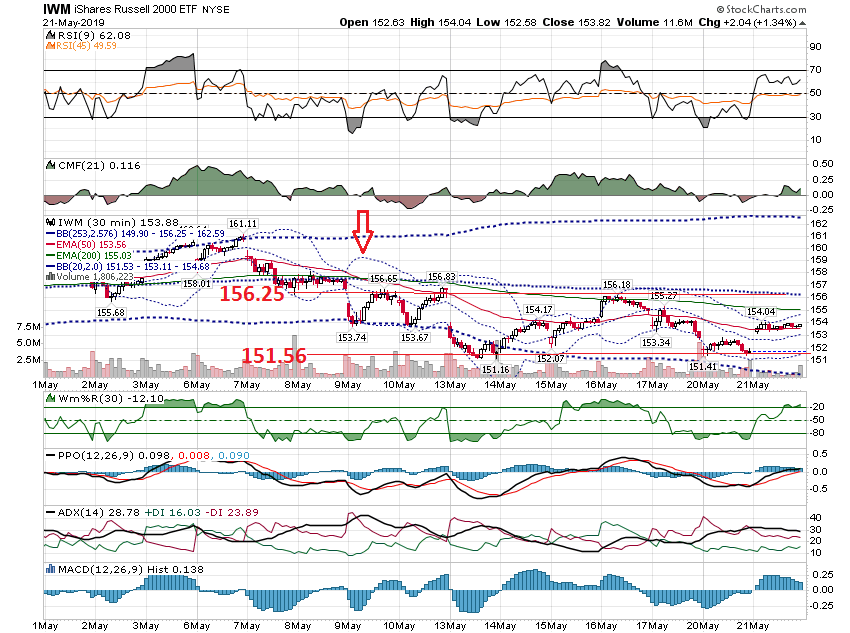 IWM iShares Russell 2000 ETF NYSE © StockCharts.com
21-May-2019 Open 152.63 High 154.04 Low 152.58 Close 153.82 Volume 11.6M Chg +2.04 (+1.34%)
RSI(9) 62.08
RSI(45) 49.59
90
70
50
30
10
CMF(21) 0.116
0.50
0.25
0.00
-0.25
IWM (30 min) 153.88
BB(253,2.576) 149.90 - 156.25 - 162.59
EMA(50) 153.56
EMA(200) 155.03
BB(20,2.0) 151.53 - 153.11 - 154.68
Volume 1,806,223
161.11
158.01
155.68
156.25
151.56
153.74
156.65
153.67
156.83
151.16
154.17
152.07
156.18
155.27
153.34
151.41
154.04
162
161
160
159
158
157
156
155
154
153
152
151
7.5M
5.0M
2.5M
1May 2May 3May 6May 7May 8May 9May 10May 13May 14May 15May 16May 17May 20May 21May
Wm%R(30) -12.10
-20
-50
-80
PPO(12,26,9) 0.098, 0.008, 0.090
0.5
0.0
-0.5
ADX(14) 28.78 +DI 16.03 -DI 23.89
40
30
20
10
MACD(12,26,9) Hist 0.138
0.25
0.00
-0.25
1May 2May 3May 6May 7May 8May 9May 10May 13May 14May 15May 16May 17May 20May 21May